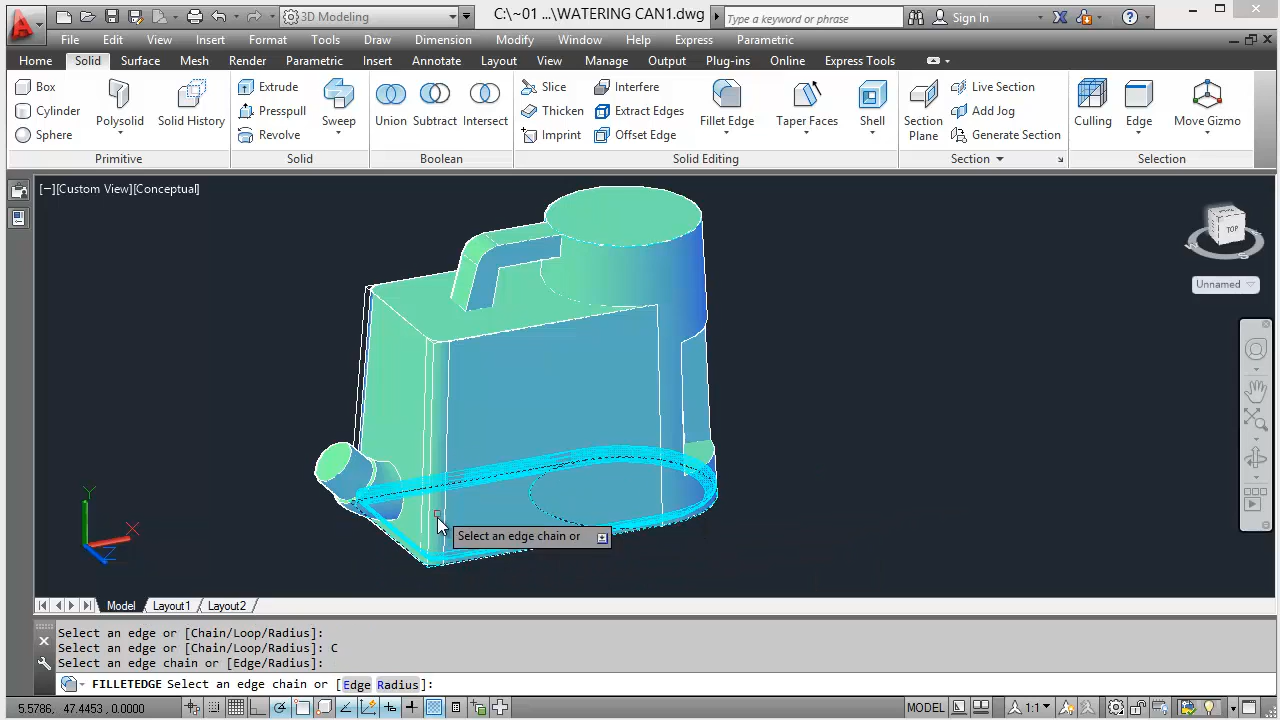 3D Modeling
C:\~01 ...\WATERING CAN1.dwg
Type a keyword or phrase
Sign In
File Edit View Insert Format Tools Draw Dimension Modify Window Help Express Parametric
Home Solid Surface Mesh Render Parametric Insert Annotate Layout View Manage Output Plug-ins Online Express Tools
Box Extrude Slice Interfere Live Section
Cylinder Presspull Thicken Extract Edges Add Jog
Sphere Revolve Imprint Offset Edge Generate Section
Polysolid Solid History Sweep Union Subtract Intersect Fillet Edge Taper Faces Shell Section Plane Culling Edge Move Gizmo
Primitive Solid Boolean Solid Editing Section Selection
[−][Custom View][Conceptual]
TOP
S
Unnamed
Select an edge chain or
Y
X
Z
Model Layout1 Layout2
Select an edge or [Chain/Loop/Radius]:
Select an edge or [Chain/Loop/Radius]: C
Select an edge chain or [Edge/Radius]:
FILLETEDGE Select an edge chain or [Edge Radius]:
5.5786, 47.4453, 0.0000
MODEL
1:1